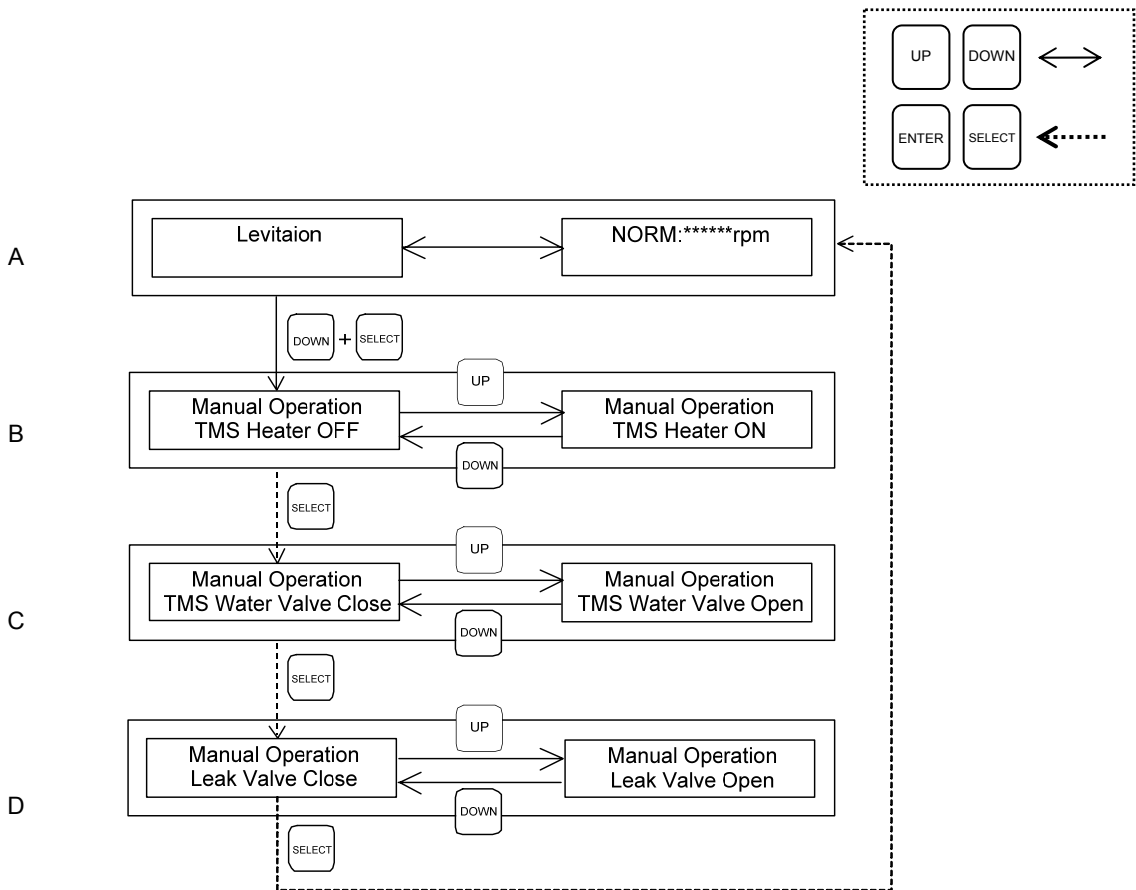 UP DOWN
ENTER SELECT
A
Levitaion
NORM:******rpm
DOWN + SELECT
UP
B
Manual Operation
TMS Heater OFF
Manual Operation
TMS Heater ON
DOWN
SELECT
UP
C
Manual Operation
TMS Water Valve Close
Manual Operation
TMS Water Valve Open
DOWN
SELECT
UP
D
Manual Operation
Leak Valve Close
Manual Operation
Leak Valve Open
DOWN
SELECT